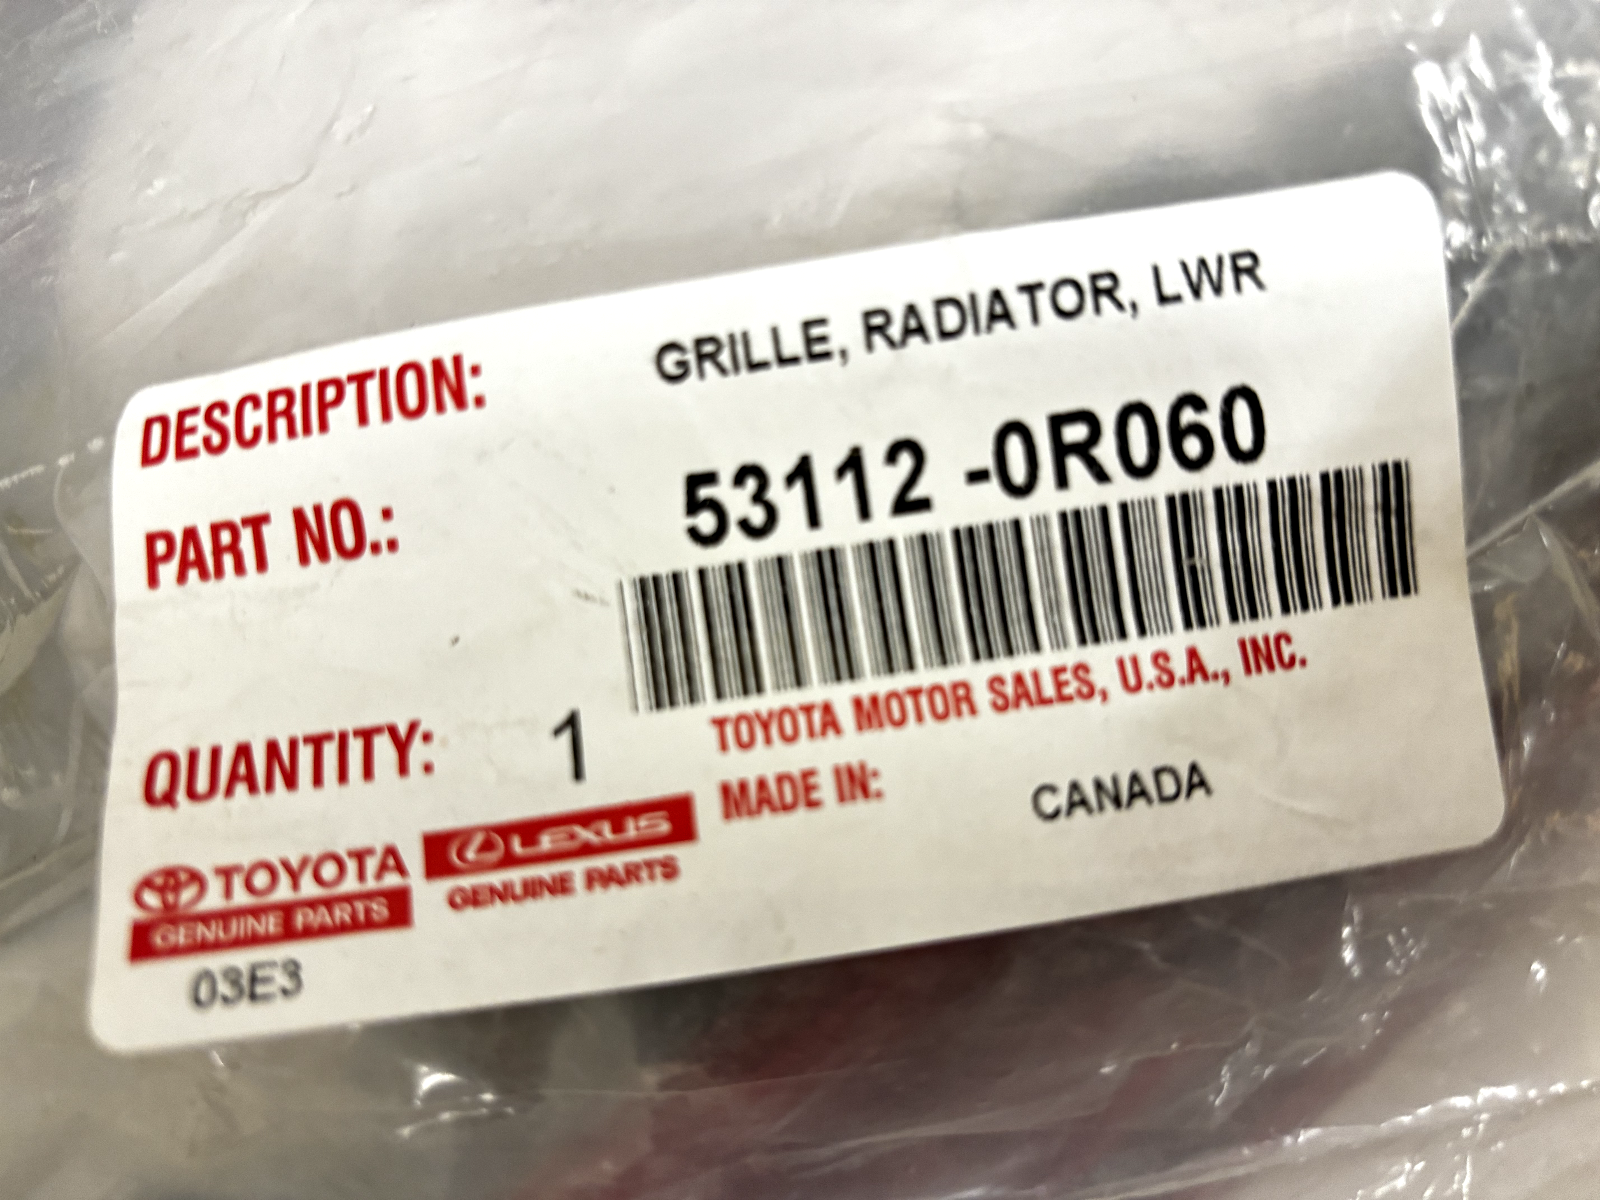 DESCRIPTION: GRILLE, RADIATOR, LWR
PART NO.: 53112 -0R060
TOYOTA MOTOR SALES, U.S.A., INC.
QUANTITY: 1
MADE IN: CANADA
TOYOTA
GENUINE PARTS
LEXUS
GENUINE PARTS
03E3